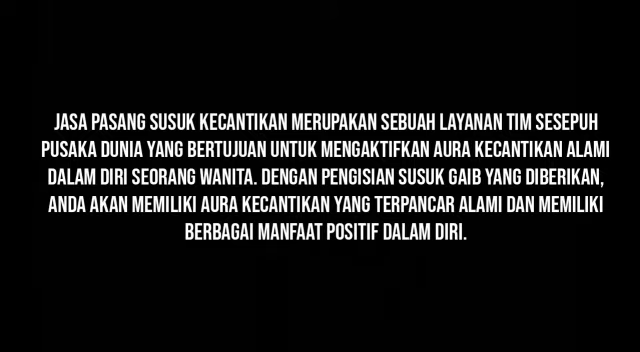 JASA PASANG SUSUK KECANTIKAN MERUPAKAN SEBUAH LAYANAN TIM SESEPUH
PUSAKA DUNIA YANG BERTUJUAN UNTUK MENGAKTIFKAN AURA KECANTIKAN ALAMI
DALAM DIRI SEORANG WANITA. DENGAN PENGISIAN SUSUK GAIB YANG DIBERIKAN,
ANDA AKAN MEMILIKI AURA KECANTIKAN YANG TERPANCAR ALAMI DAN MEMILIKI
BERBAGAI MANFAAT POSITIF DALAM DIRI.